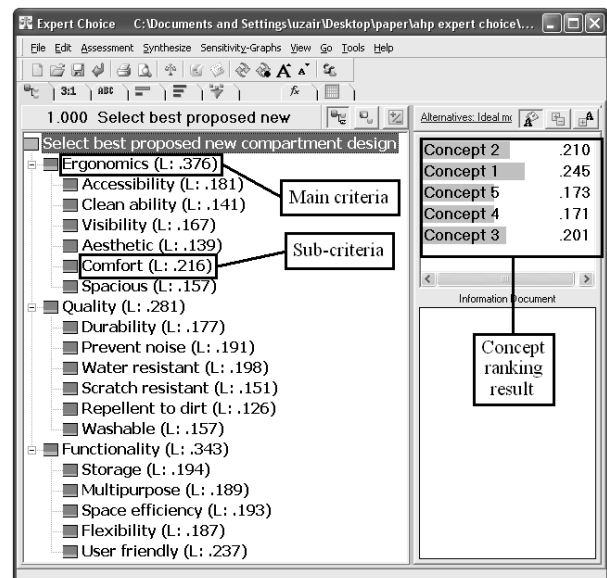 Expert Choice C:\Documents and Settings\uzair\Desktop\paper\ahp expert choice\...
File Edit Assessment Synthesize Sensitivity-Graphs View Go Tools Help
3:1 ABC fx
1.000 Select best proposed new
Select best proposed new compartment design
Ergonomics (L: .376)
Accessibility (L: .181)
Clean ability (L: .141)
Visibility (L: .167)
Aesthetic (L: .139)
Comfort (L: .216)
Spacious (L: .157)
Quality (L: .281)
Durability (L: .177)
Prevent noise (L: .191)
Water resistant (L: .198)
Scratch resistant (L: .151)
Repellent to dirt (L: .126)
Washable (L: .157)
Functionality (L: .343)
Storage (L: .194)
Multipurpose (L: .189)
Space efficiency (L: .193)
Flexibility (L: .187)
User friendly (L: .237)
Main criteria
Sub-criteria
Alternatives: Ideal mo
Concept 2 .210
Concept 1 .245
Concept 5 .173
Concept 4 .171
Concept 3 .201
Information Document
Concept
ranking
result